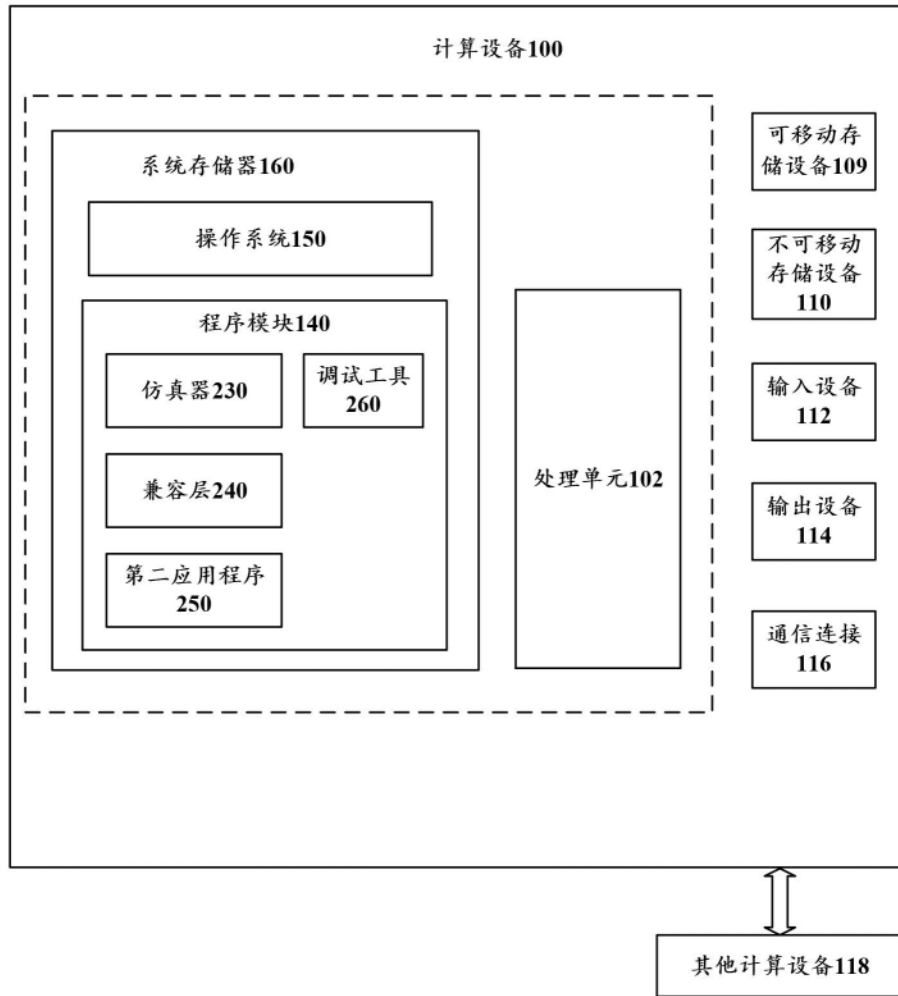 计算设备100
系统存储器160
操作系统150
程序模块140
仿真器230
调试工具
260
兼容层240
第二应用程序
250
处理单元102
可移动存
储设备109
不可移动
存储设备
110
输入设备
112
输出设备
114
通信连接
116
其他计算设备118